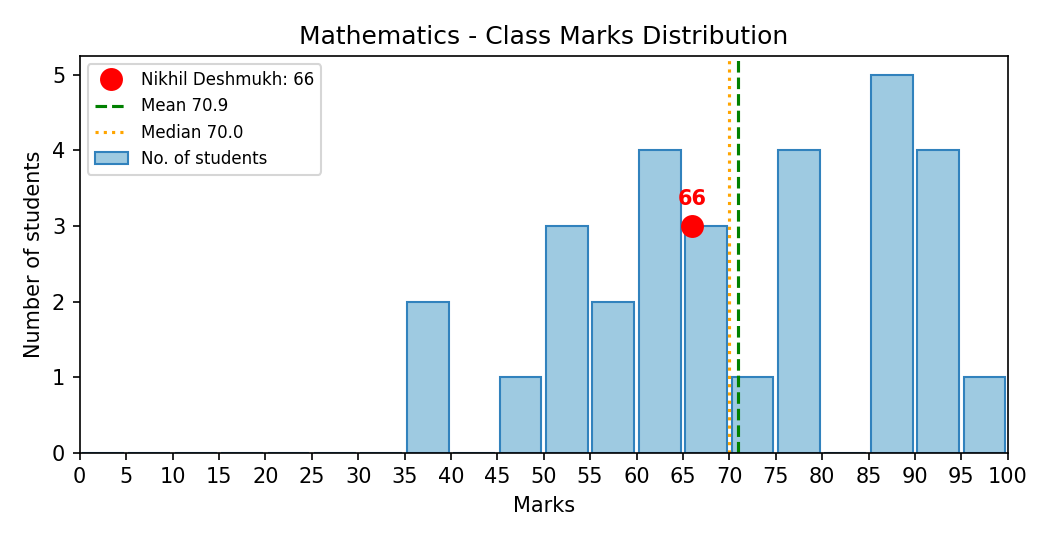 Mathematics - Class Marks Distribution
Nikhil Deshmukh: 66
Mean 70.9
Median 70.0
No. of students
Number of students
5
4
3
2
1
0
66
0 5 10 15 20 25 30 35 40 45 50 55 60 65 70 75 80 85 90 95 100
Marks